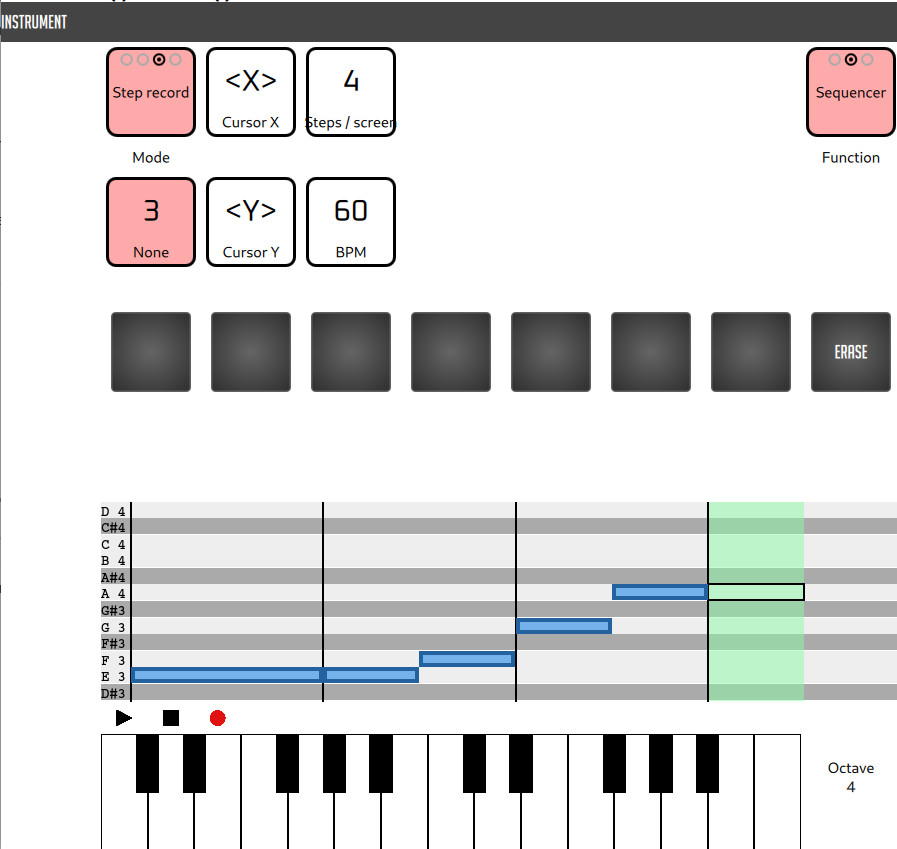 INSTRUMENT
Step record
<X>
Cursor X
4
Steps / screen
Sequencer
Mode
Function
3
None
<Y>
Cursor Y
60
BPM
ERASE
D 4
C#4
C 4
B 4
A#4
A 4
G#3
G 3
F#3
F 3
E 3
D#3
Octave
4